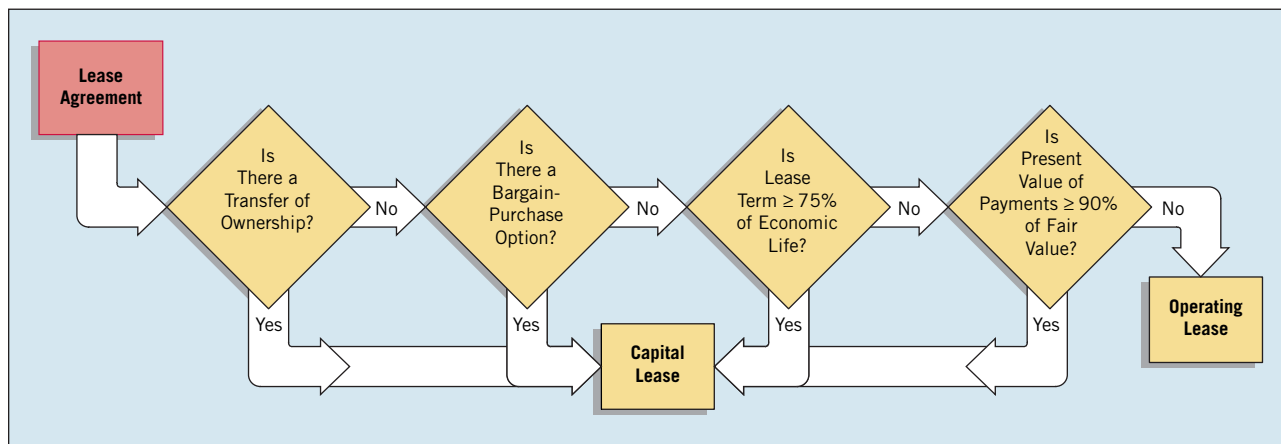 Lease
Agreement
Is
There a
Transfer of
Ownership?
No
Yes
Is
There a
Bargain-
Purchase
Option?
No
Yes
Is
Lease
Term ≥ 75%
of Economic
Life?
No
Yes
Is
Present
Value of
Payments ≥ 90%
of Fair
Value?
No
Yes
Capital
Lease
Operating
Lease